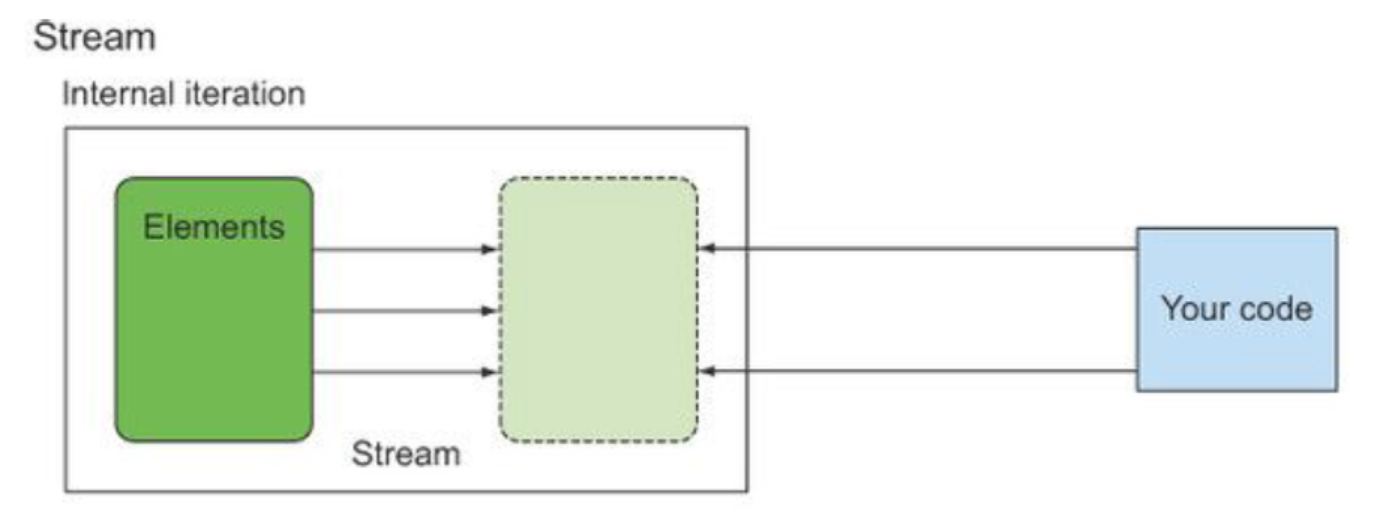 Stream
Internal iteration
Elements
Your code
Stream